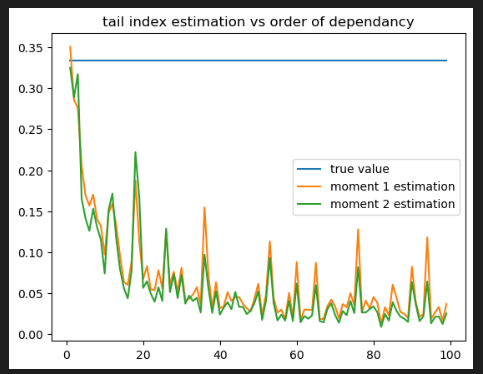 tail index estimation vs order of dependancy
0.35
0.30
0.25
0.20
0.15
0.10
0.05
0.00
true value
moment 1 estimation
moment 2 estimation
0 20 40 60 80 100